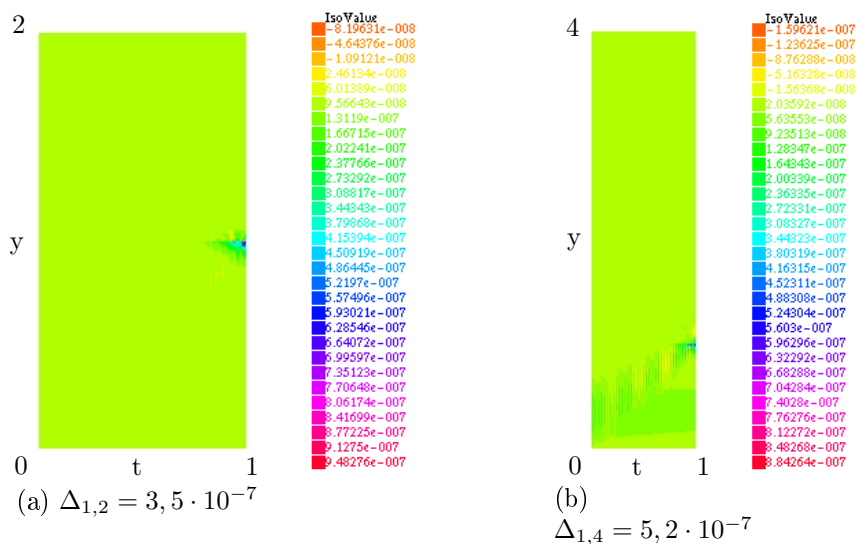 2
y
0
t
1
IsoValue
-8.19631e-008
-4.64376e-008
-1.09121e-008
2.46134e-008
6.01389e-008
9.56643e-008
1.3119e-007
1.66715e-007
2.02241e-007
2.37766e-007
2.73292e-007
3.08817e-007
3.44343e-007
3.79868e-007
4.15394e-007
4.50919e-007
4.86445e-007
5.2197e-007
5.57496e-007
5.93021e-007
6.28546e-007
6.64072e-007
6.99597e-007
7.35123e-007
7.70648e-007
8.06174e-007
8.41699e-007
8.77225e-007
9.1275e-007
9.48276e-007
(a) Δ1,2 = 3, 5 · 10−7
4
y
0
t
1
IsoValue
-1.59621e-007
-1.23625e-007
-8.76288e-008
-5.16328e-008
-1.56368e-008
2.03592e-008
5.63553e-008
9.23513e-008
1.28347e-007
1.64343e-007
2.00339e-007
2.36335e-007
2.72331e-007
3.08327e-007
3.44323e-007
3.80319e-007
4.16315e-007
4.52311e-007
4.88308e-007
5.24304e-007
5.603e-007
5.96296e-007
6.32292e-007
6.68288e-007
7.04284e-007
7.4028e-007
7.76276e-007
8.12272e-007
8.48268e-007
8.84264e-007
(b)
Δ1,4 = 5, 2 · 10−7